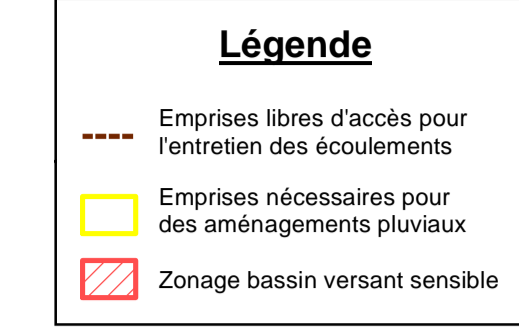 Légende
Emprises libres d'accès pour
l'entretien des écoulements
Emprises nécessaires pour
des aménagements pluviaux
Zonage bassin versant sensible